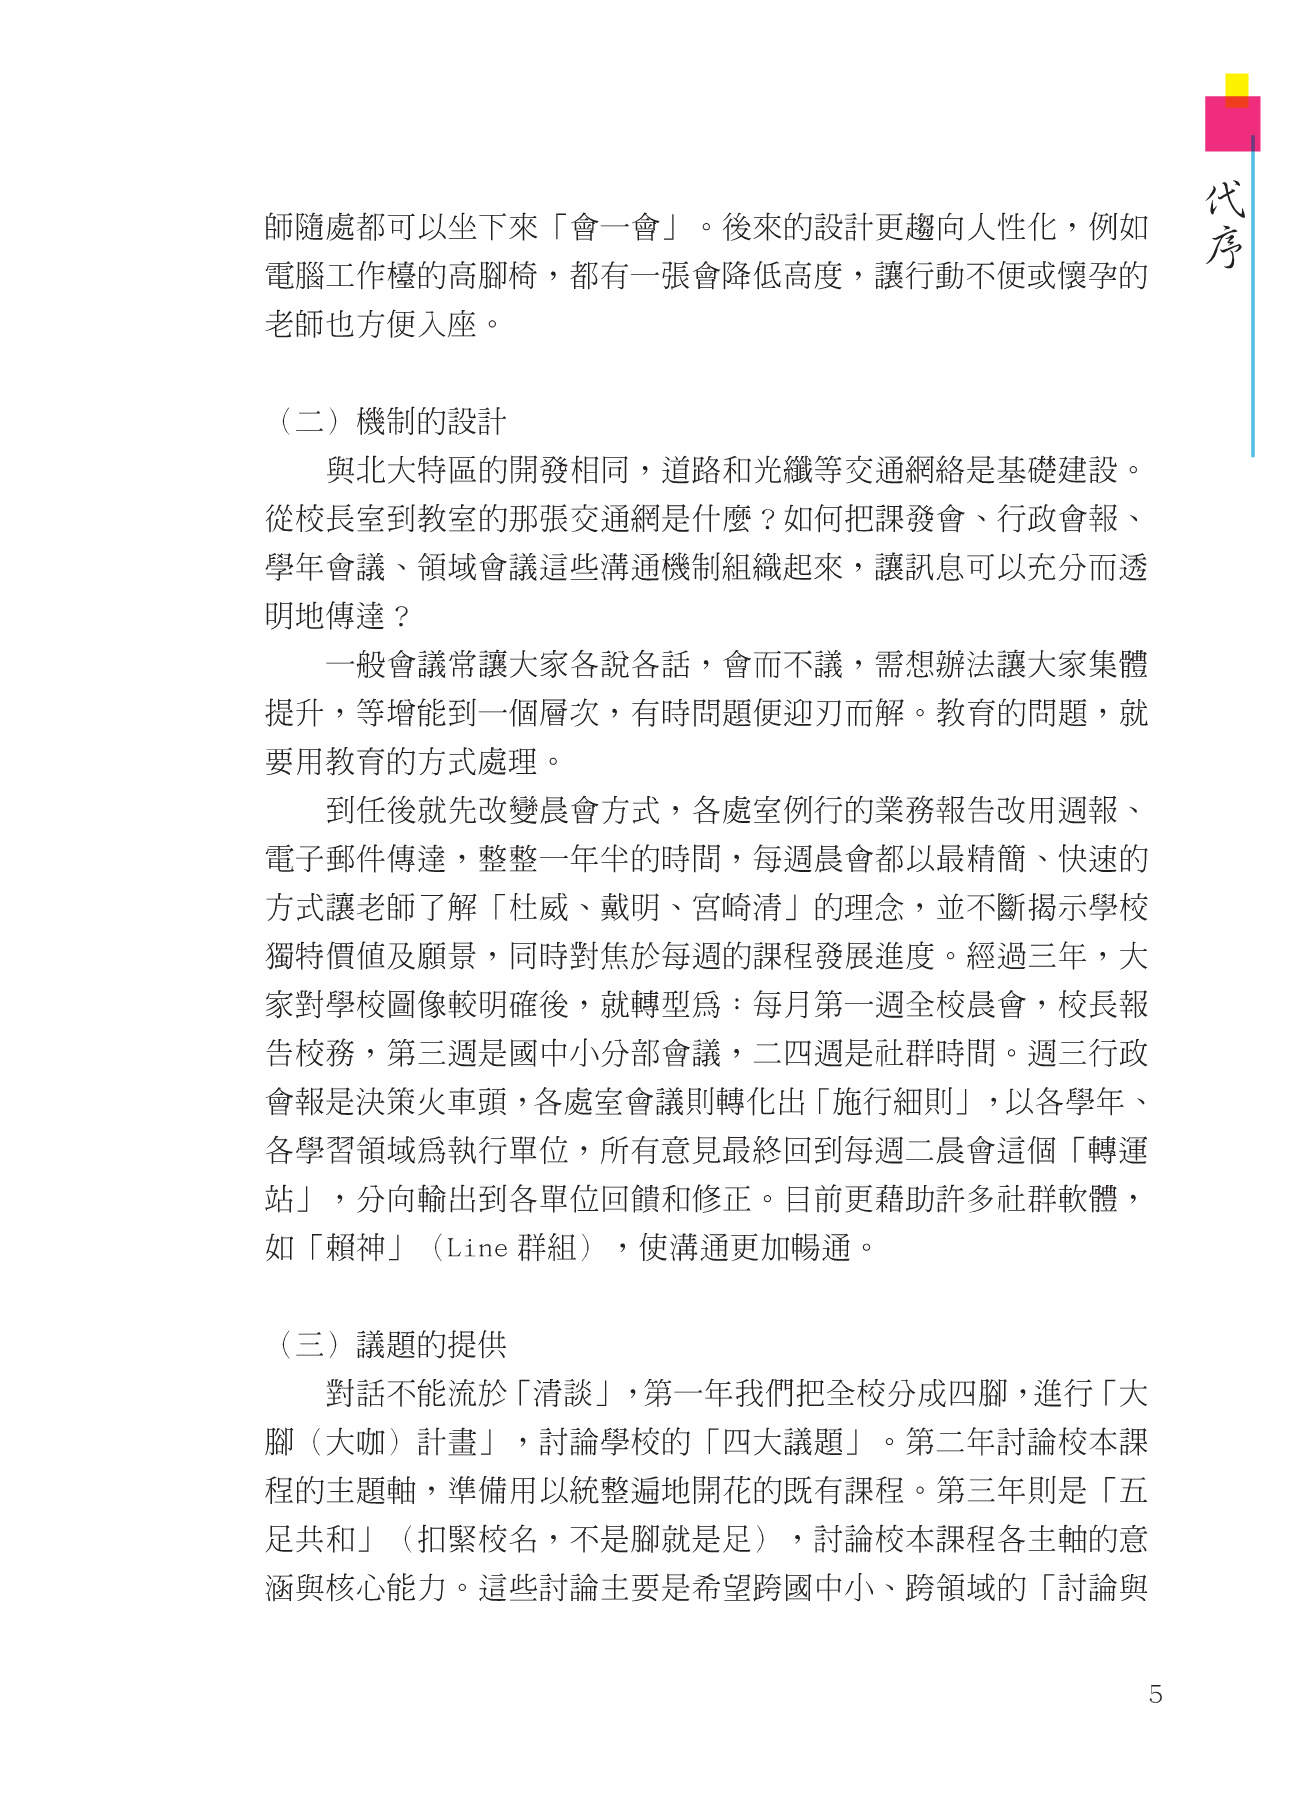 代序
師隨處都可以坐下來「會一會」。後來的設計更趨向人性化，例如
電腦工作檯的高腳椅，都有一張會降低高度，讓行動不便或懷孕的
老師也方便入座。
（二）機制的設計
與北大特區的開發相同，道路和光纖等交通網絡是基礎建設。
從校長室到教室的那張交通網是什麼？如何把課發會、行政會報、
學年會議、領域會議這些溝通機制組織起來，讓訊息可以充分而透
明地傳達？
一般會議常讓大家各說各話，會而不議，需想辦法讓大家集體
提升，等增能到一個層次，有時問題便迎刃而解。教育的問題，就
要用教育的方式處理。
到任後就先改變晨會方式，各處室例行的業務報告改用週報、
電子郵件傳達，整整一年半的時間，每週晨會都以最精簡、快速的
方式讓老師了解「杜威、戴明、宮崎清」的理念，並不斷揭示學校
獨特價值及願景，同時對焦於每週的課程發展進度。經過三年，大
家對學校圖像較明確後，就轉型為：每月第一週全校晨會，校長報
告校務，第三週是國中小分部會議，二四週是社群時間。週三行政
會報是決策火車頭，各處室會議則轉化出「施行細則」，以各學年、
各學習領域為執行單位，所有意見最終回到每週二晨會這個「轉運
站」，分向輸出到各單位回饋和修正。目前更藉助許多社群軟體，
如「賴神」（Line 群組），使溝通更加暢通。
（三）議題的提供
對話不能流於「清談」，第一年我們把全校分成四腳，進行「大
腳（大咖）計畫」，討論學校的「四大議題」。第二年討論校本課
程的主題軸，準備用以統整遍地開花的既有課程。第三年則是「五
足共和」（扣緊校名，不是腳就是足），討論校本課程各主軸的意
涵與核心能力。這些討論主要是希望跨國中小、跨領域的「討論與
5